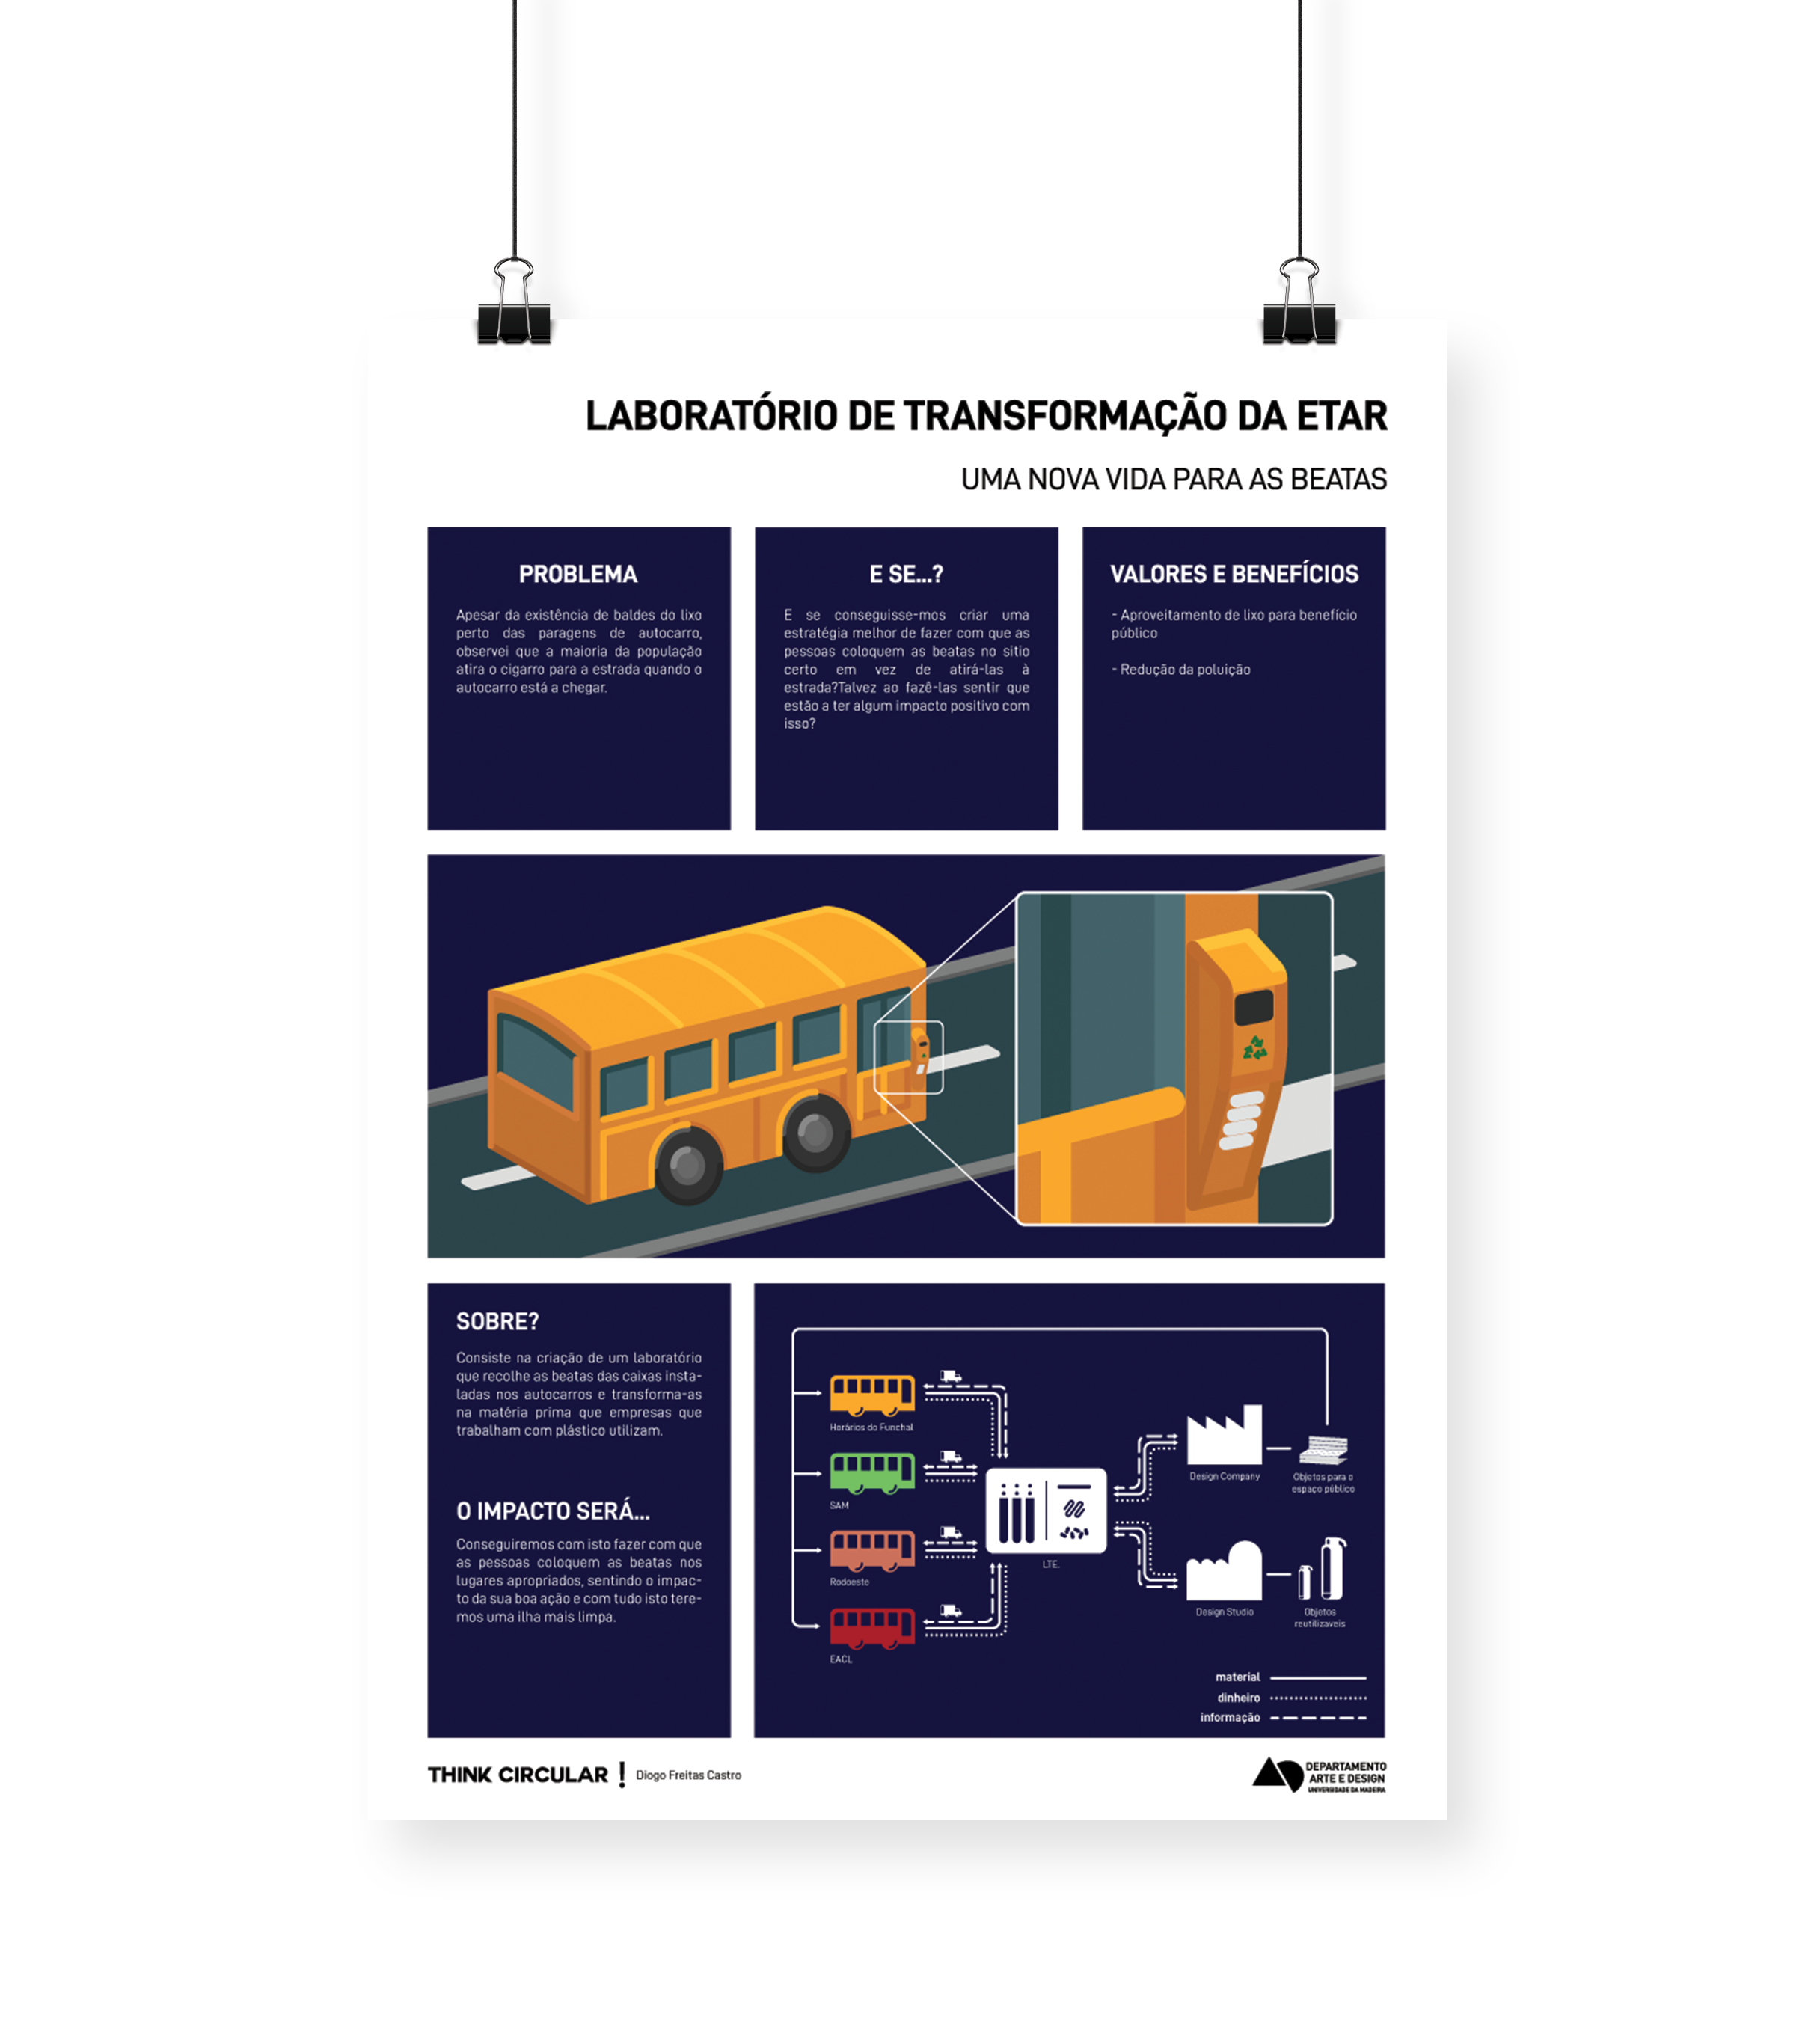 LABORATÓRIO DE TRANSFORMAÇÃO DA ETAR
UMA NOVA VIDA PARA AS BEATAS
PROBLEMA
Apesar da existência de baldes do lixo
perto das paragens de autocarro,
observei que a maioria da população
atira o cigarro para a estrada quando o
autocarro está a chegar.
E SE...?
E se conseguisse-mos criar uma
estratégia melhor de fazer com que as
pessoas coloquem as beatas no sitio
certo em vez de atirá-las à
estrada?Talvez ao fazê-las sentir que
estão a ter algum impacto positivo com
isso?
VALORES E BENEFÍCIOS
- Aproveitamento de lixo para benefício
público
- Redução da poluição
SOBRE?
Consiste na criação de um laboratório
que recolhe as beatas das caixas insta-
ladas nos autocarros e transforma-as
na matéria prima que empresas que
trabalham com plástico utilizam.
O IMPACTO SERÁ...
Conseguiremos com isto fazer com que
as pessoas coloquem as beatas nos
lugares apropriados, sentindo o impac-
to da sua boa ação e com tudo isto tere-
mos uma ilha mais limpa.
Horários do Funchal
SAM
Rodoeste
EACL
LTE.
Design Company
Objetos para o
espaço público
Design Studio
Objetos
reutilizaveis
material
dinheiro
informação
THINK CIRCULAR ! Diogo Freitas Castro
DEPARTAMENTO
ARTE E DESIGN
UNIVERSIDADE DA MADEIRA